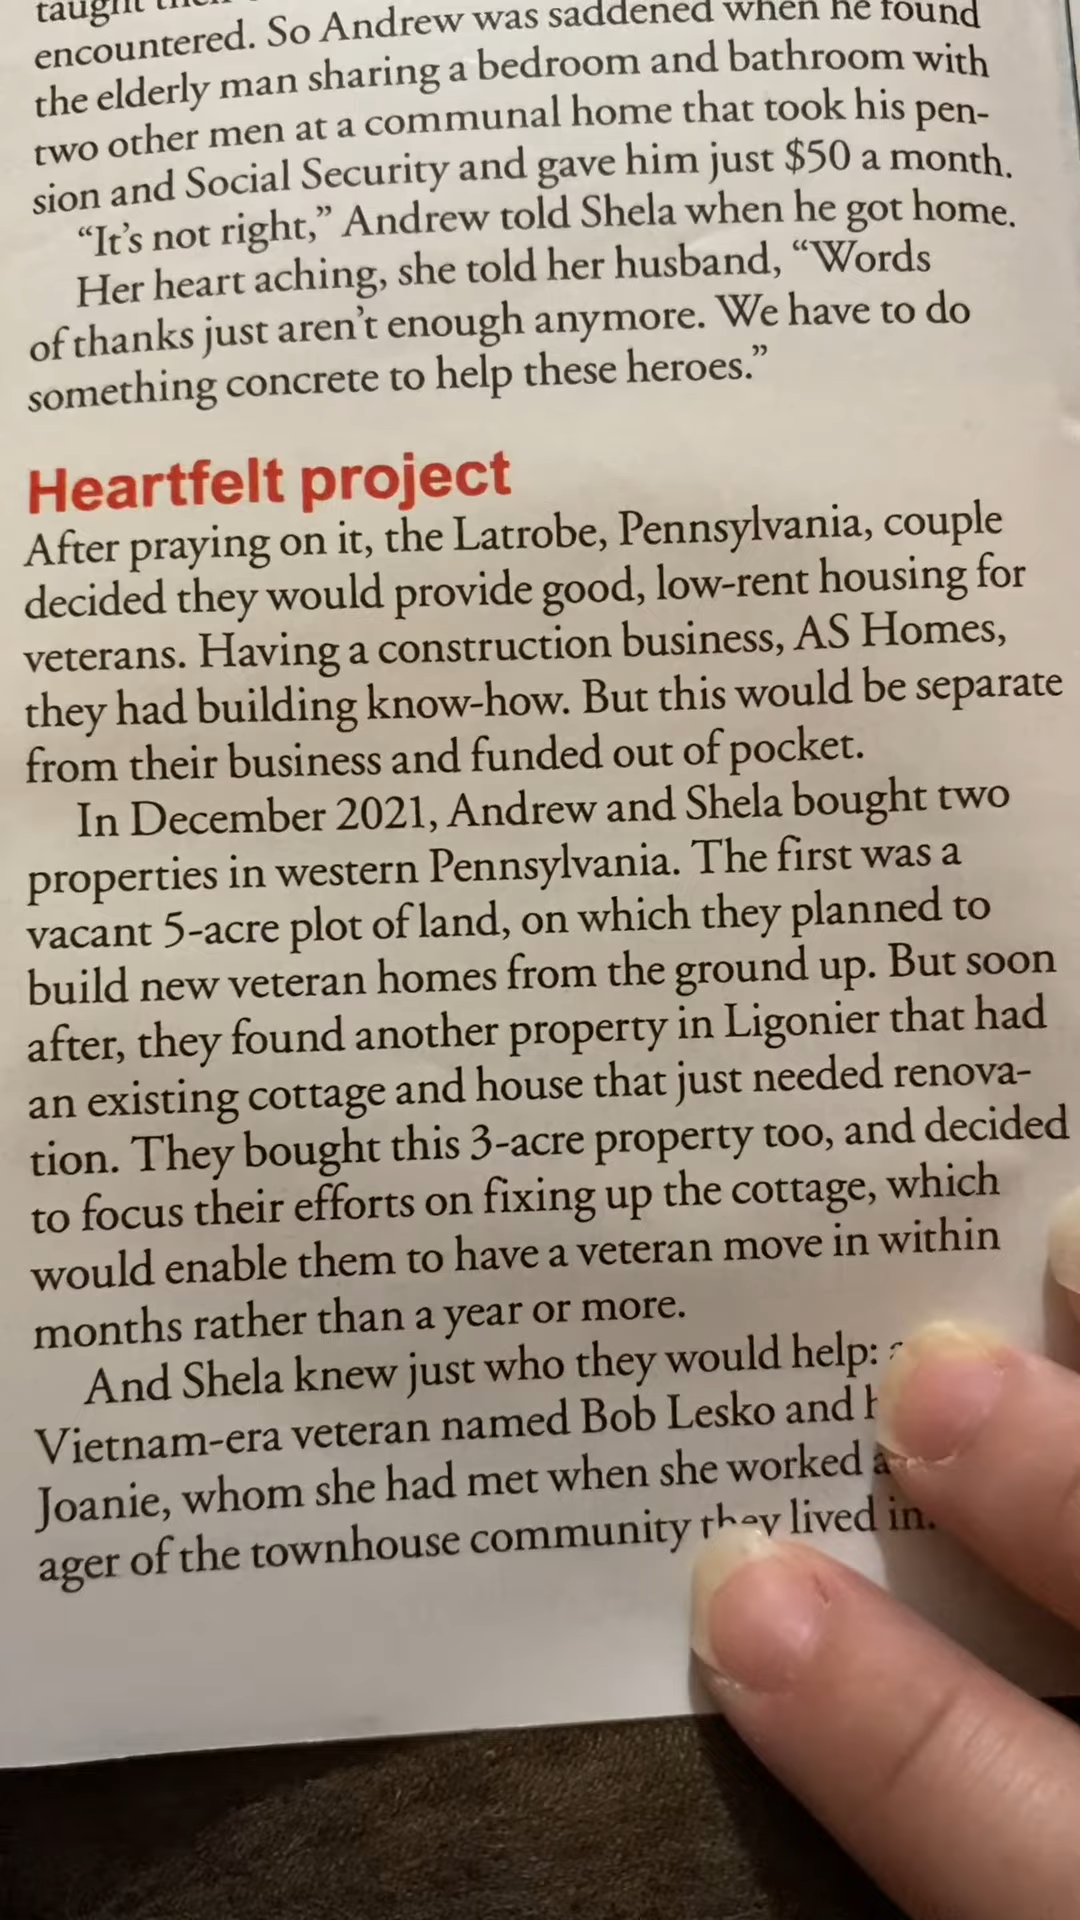 taught
encountered. So Andrew was saddened when he found
the elderly man sharing a bedroom and bathroom with
two other men at a communal home that took his pen-
sion and Social Security and gave him just $50 a month.
“It’s not right,” Andrew told Shela when he got home.
Her heart aching, she told her husband, “Words
of thanks just aren’t enough anymore. We have to do
something concrete to help these heroes.”
Heartfelt project
After praying on it, the Latrobe, Pennsylvania, couple
decided they would provide good, low-rent housing for
veterans. Having a construction business, AS Homes,
they had building know-how. But this would be separate
from their business and funded out of pocket.
In December 2021, Andrew and Shela bought two
properties in western Pennsylvania. The first was a
vacant 5-acre plot of land, on which they planned to
build new veteran homes from the ground up. But soon
after, they found another property in Ligonier that had
an existing cottage and house that just needed renova-
tion. They bought this 3-acre property too, and decided
to focus their efforts on fixing up the cottage, which
would enable them to have a veteran move in within
months rather than a year or more.
And Shela knew just who they would help:
Vietnam-era veteran named Bob Lesko and
Joanie, whom she had met when she worked
ager of the townhouse community they lived in.